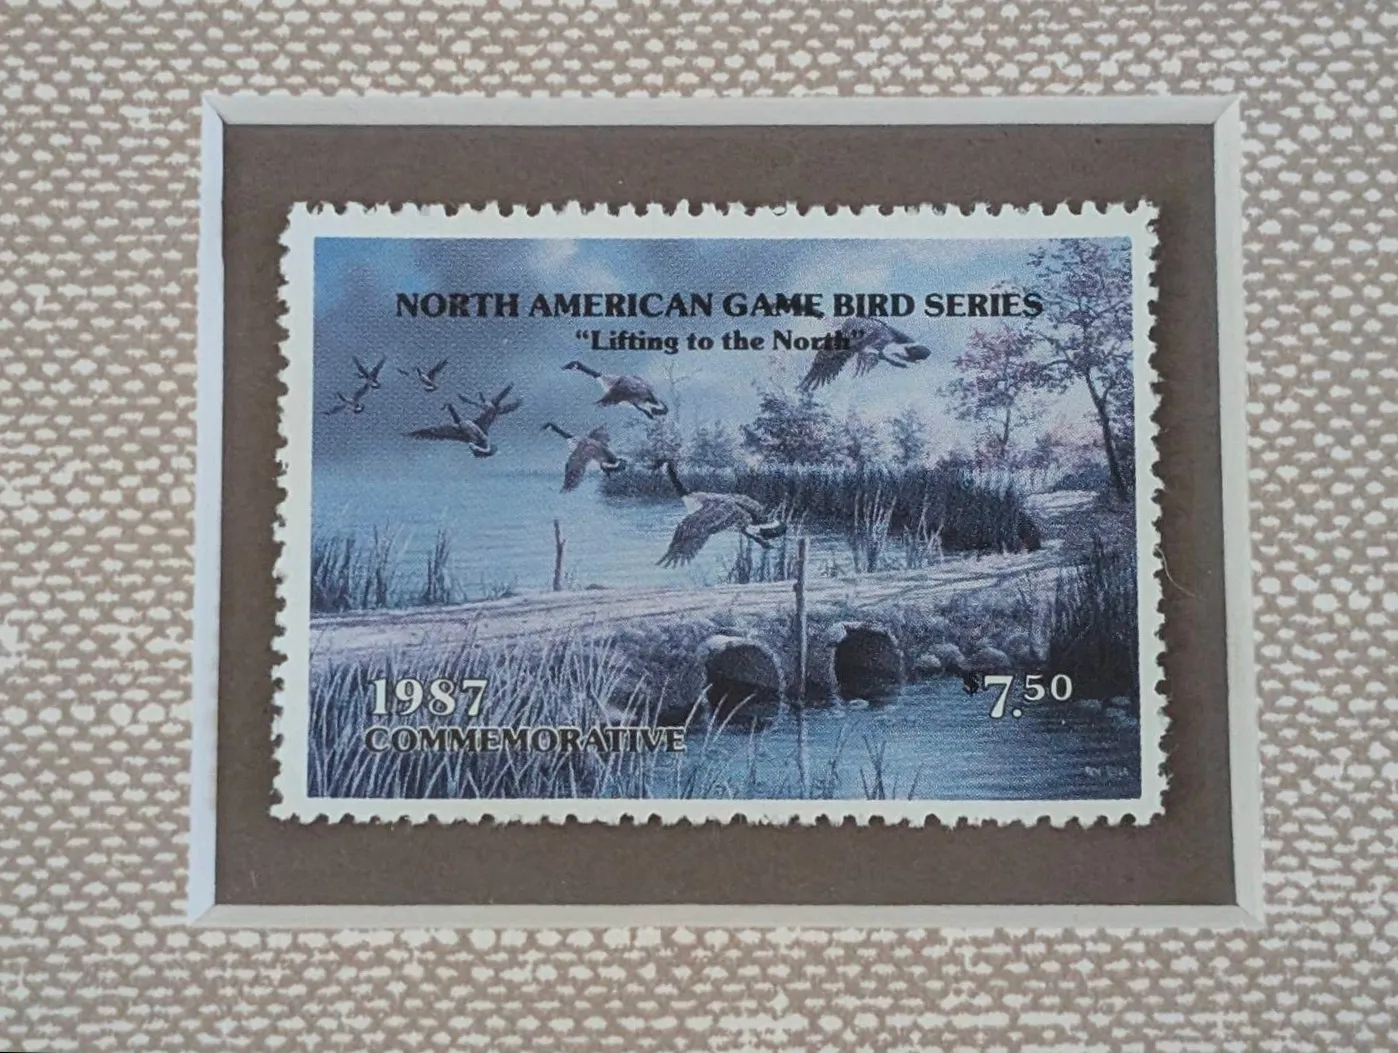 NORTH AMERICAN GAME BIRD SERIES
“Lifting to the North”
1987
COMMEMORATIVE
$7.50